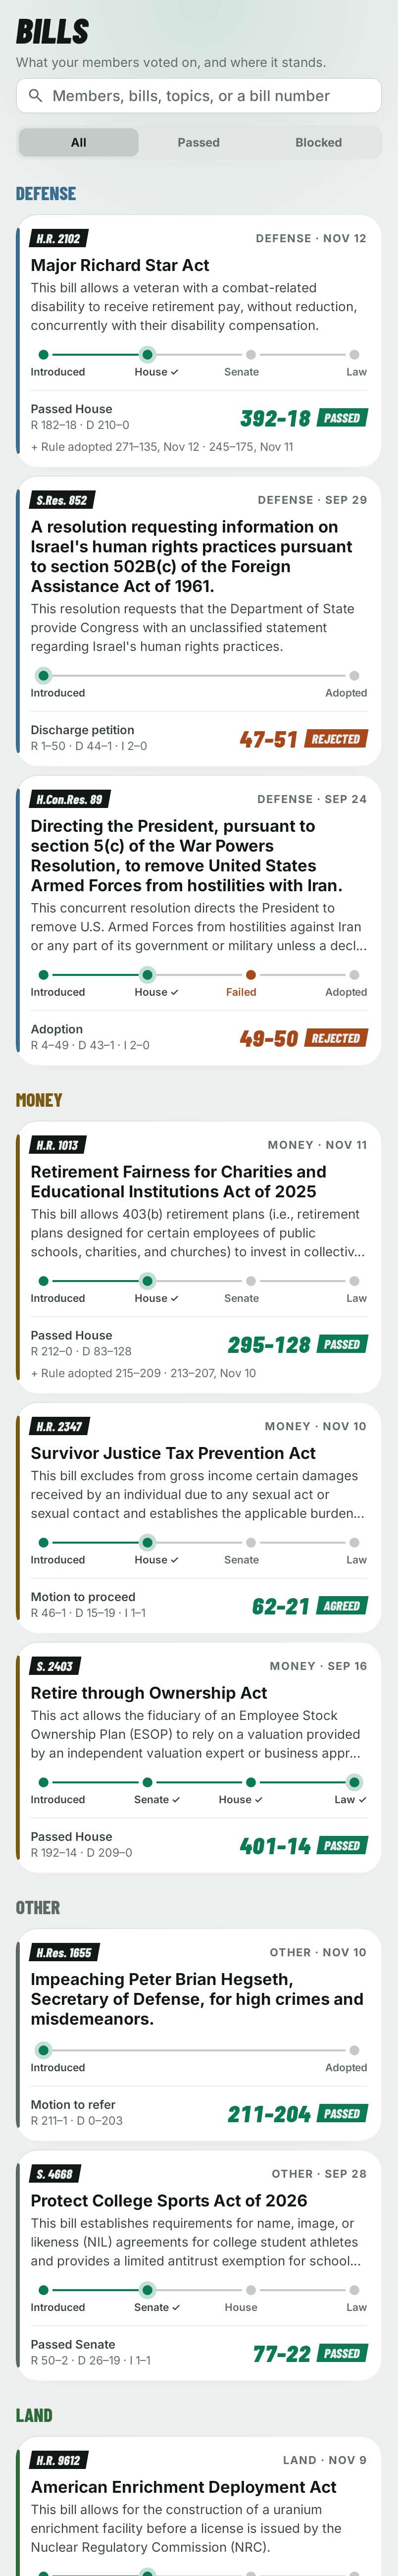 BILLS
What your members voted on, and where it stands.
Members, bills, topics, or a bill number
All Passed Blocked
DEFENSE
H.R. 2102 DEFENSE · NOV 12
Major Richard Star Act
This bill allows a veteran with a combat-related
disability to receive retirement pay, without reduction,
concurrently with their disability compensation.
Introduced House ✓ Senate Law
Passed House
R 182–18 · D 210–0
392–18 PASSED
+ Rule adopted 271–135, Nov 12 · 245–175, Nov 11
S.Res. 852 DEFENSE · SEP 29
A resolution requesting information on
Israel's human rights practices pursuant
to section 502B(c) of the Foreign
Assistance Act of 1961.
This resolution requests that the Department of State
provide Congress with an unclassified statement
regarding Israel's human rights practices.
Introduced Adopted
Discharge petition
R 1–50 · D 44–1 · I 2–0
47–51 REJECTED
H.Con.Res. 89 DEFENSE · SEP 24
Directing the President, pursuant to
section 5(c) of the War Powers
Resolution, to remove United States
Armed Forces from hostilities with Iran.
This concurrent resolution directs the President to
remove U.S. Armed Forces from hostilities against Iran
or any part of its government or military unless a decl...
Introduced House ✓ Failed Adopted
Adoption
R 4–49 · D 43–1 · I 2–0
49–50 REJECTED
MONEY
H.R. 1013 MONEY · NOV 11
Retirement Fairness for Charities and
Educational Institutions Act of 2025
This bill allows 403(b) retirement plans (i.e., retirement
plans designed for certain employees of public
schools, charities, and churches) to invest in collectiv...
Introduced House ✓ Senate Law
Passed House
R 212–0 · D 83–128
295–128 PASSED
+ Rule adopted 215–209 · 213–207, Nov 10
H.R. 2347 MONEY · NOV 10
Survivor Justice Tax Prevention Act
This bill excludes from gross income certain damages
received by an individual due to any sexual act or
sexual contact and establishes the applicable burden...
Introduced House ✓ Senate Law
Motion to proceed
R 46–1 · D 15–19 · I 1–1
62–21 AGREED
S. 2403 MONEY · SEP 16
Retire through Ownership Act
This act allows the fiduciary of an Employee Stock
Ownership Plan (ESOP) to rely on a valuation provided
by an independent valuation expert or business appr...
Introduced Senate ✓ House ✓ Law ✓
Passed House
R 192–14 · D 209–0
401–14 PASSED
OTHER
H.Res. 1655 OTHER · NOV 10
Impeaching Peter Brian Hegseth,
Secretary of Defense, for high crimes and
misdemeanors.
Introduced Adopted
Motion to refer
R 211–1 · D 0–203
211–204 PASSED
S. 4668 OTHER · SEP 28
Protect College Sports Act of 2026
This bill establishes requirements for name, image, or
likeness (NIL) agreements for college student athletes
and provides a limited antitrust exemption for school...
Introduced Senate ✓ House Law
Passed Senate
R 50–2 · D 26–19 · I 1–1
77–22 PASSED
LAND
H.R. 9612 LAND · NOV 9
American Enrichment Deployment Act
This bill allows for the construction of a uranium
enrichment facility before a license is issued by the
Nuclear Regulatory Commission (NRC).